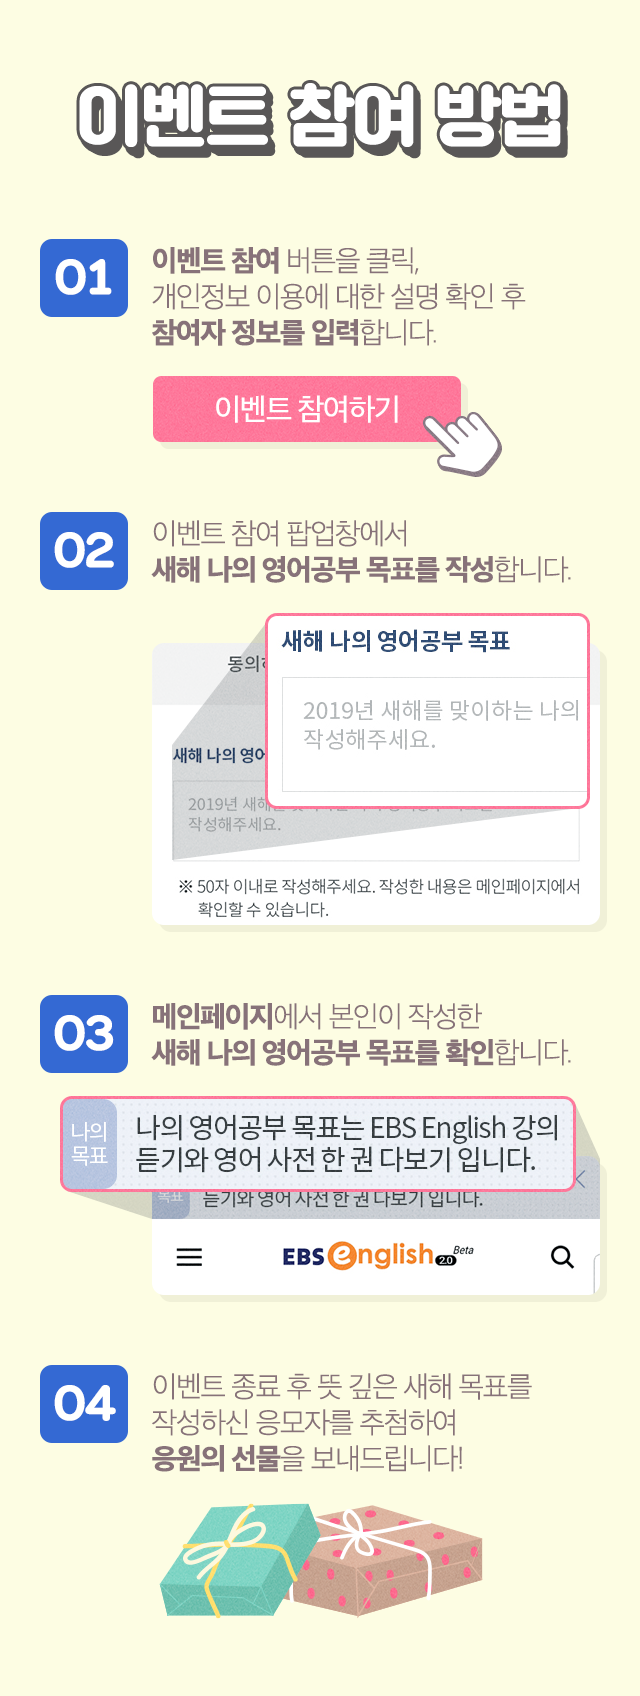 이벤트 참여 방법
01
이벤트 참여 버튼을 클릭,
개인정보 이용에 대한 설명 확인 후
참여자 정보를 입력합니다.
이벤트 참여하기
02
이벤트 참여 팝업창에서
새해 나의 영어공부 목표를 작성합니다.
새해 나의 영어공부 목표
동의
2019년 새해를 맞이하는 나의
작성해주세요.
새해 나의 영어
2019년 새해
작성해주세요.
※ 50자 이내로 작성해주세요. 작성한 내용은 메인페이지에서
확인할 수 있습니다.
03
메인페이지에서 본인이 작성한
새해 나의 영어공부 목표를 확인합니다.
나의
목표
나의 영어공부 목표는 EBS English 강의
듣기와 영어 사전 한 권 다보기 입니다.
목표
듣기와 영어 사전 한 권 다보기 입니다.
EBS english 2.0 Beta
04
이벤트 종료 후 뜻 깊은 새해 목표를
작성하신 응모자를 추첨하여
응원의 선물을 보내드립니다!